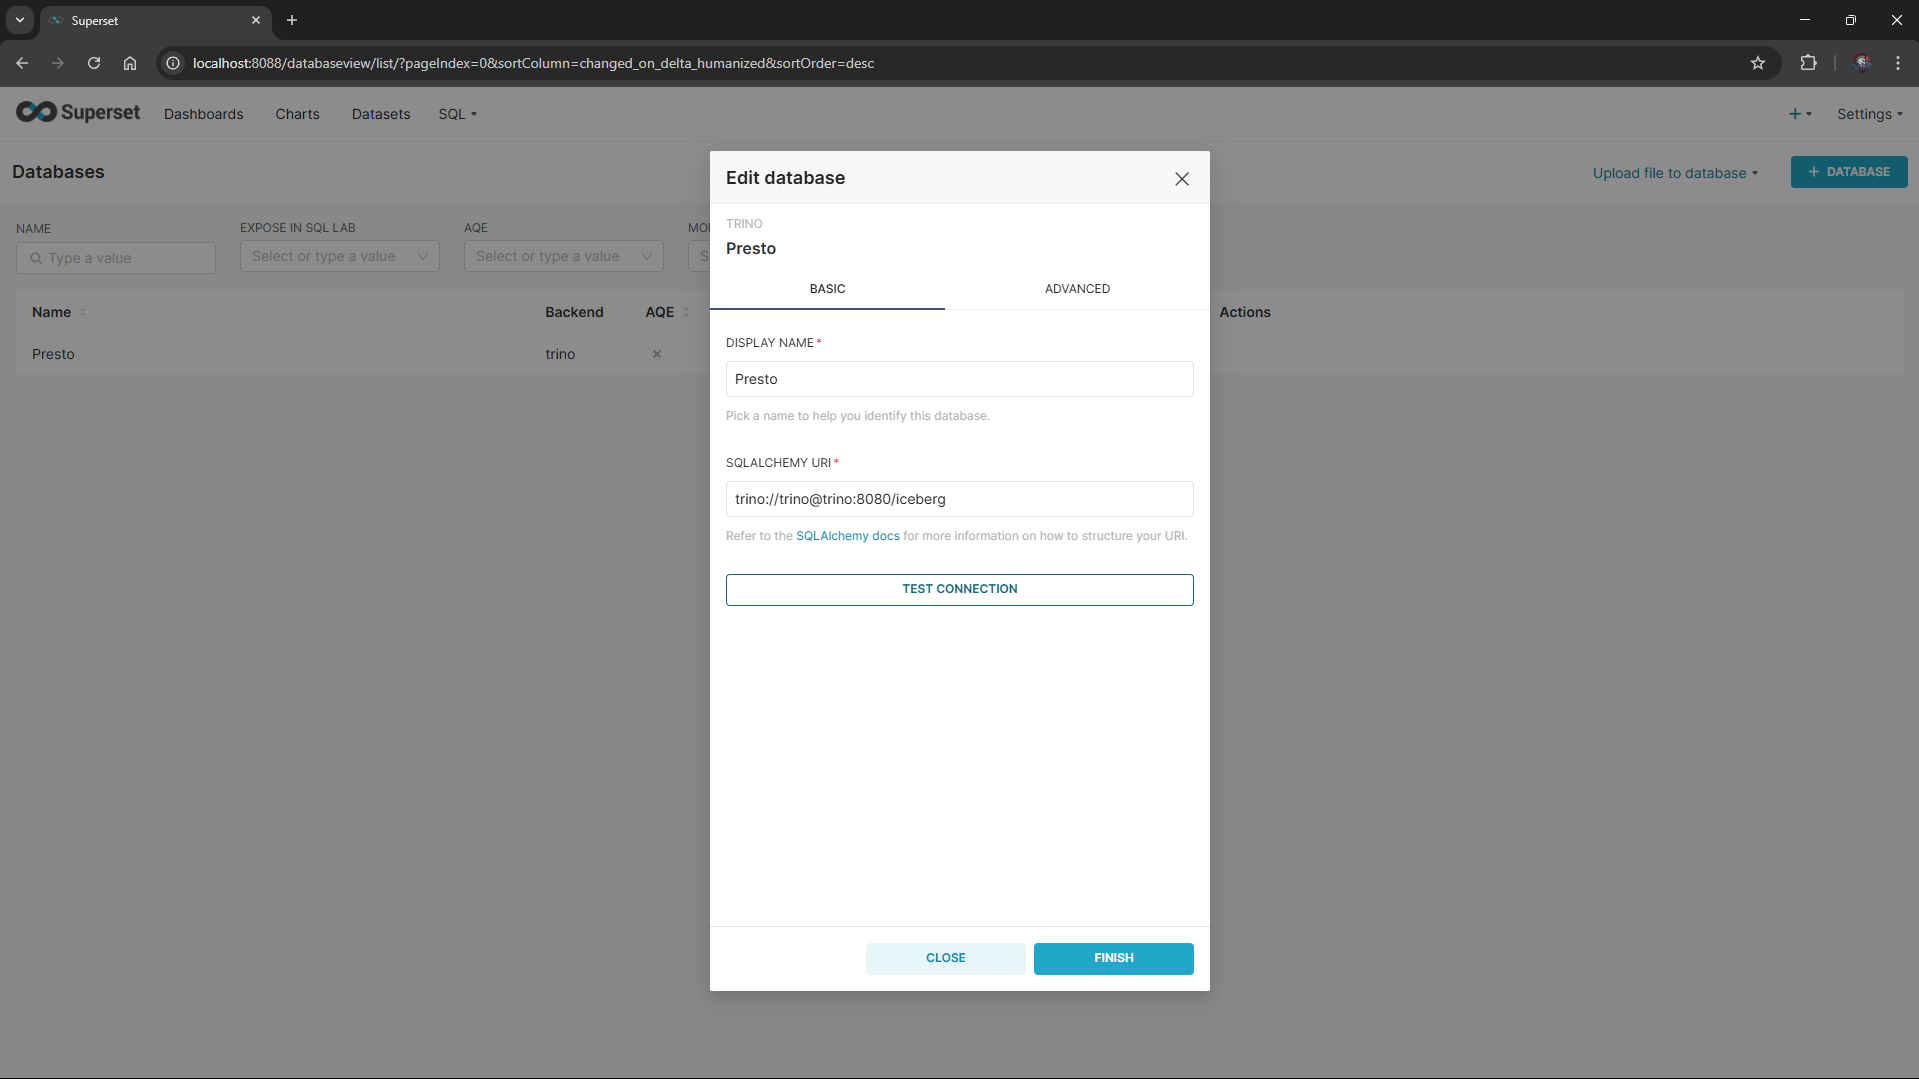 Superset
localhost:8088/databaseview/list/?pageIndex=0&sortColumn=changed_on_delta_humanized&sortOrder=desc
Superset Dashboards Charts Datasets SQL Settings
Databases Upload file to database + DATABASE
NAME EXPOSE IN SQL LAB AQE
Type a value Select or type a value Select or type a value
Name Backend AQE Actions
Presto trino
Edit database
TRINO
Presto
BASIC ADVANCED
DISPLAY NAME*
Presto
Pick a name to help you identify this database.
SQLALCHEMY URI*
trino://trino@trino:8080/iceberg
Refer to the SQLAlchemy docs for more information on how to structure your URI.
TEST CONNECTION
CLOSE FINISH